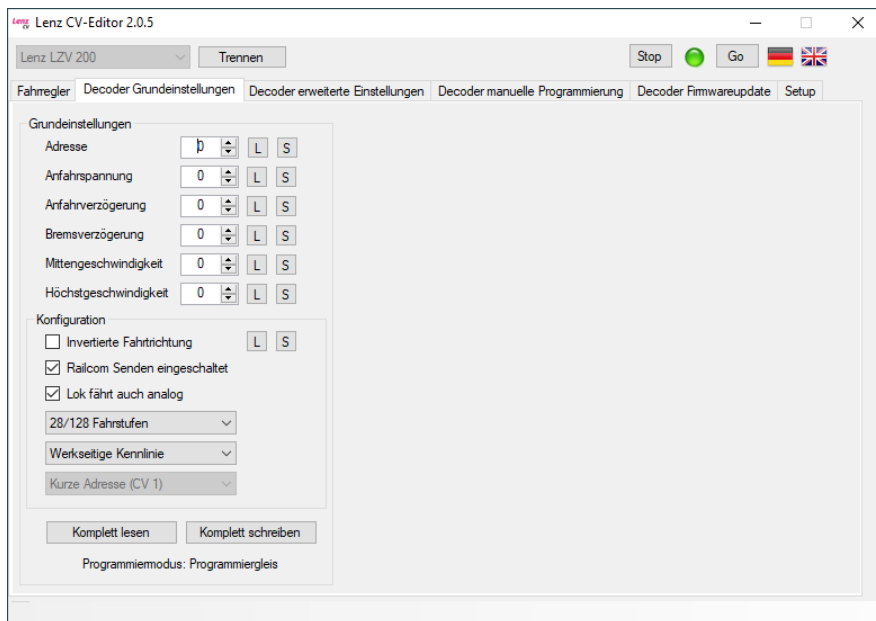 Lenz CV Lenz CV-Editor 2.0.5
Lenz LZV 200 Trennen Stop Go
Fahrregler Decoder Grundeinstellungen Decoder erweiterte Einstellungen Decoder manuelle Programmierung Decoder Firmwareupdate Setup
Grundeinstellungen
Adresse 0 L S
Anfahrspannung 0 L S
Anfahrverzögerung 0 L S
Bremsverzögerung 0 L S
Mittengeschwindigkeit 0 L S
Höchstgeschwindigkeit 0 L S
Konfiguration
Invertierte Fahrtrichtung L S
Railcom Senden eingeschaltet
Lok fährt auch analog
28/128 Fahrstufen
Werkseitige Kennlinie
Kurze Adresse (CV 1)
Komplett lesen Komplett schreiben
Programmiermodus: Programmiergleis